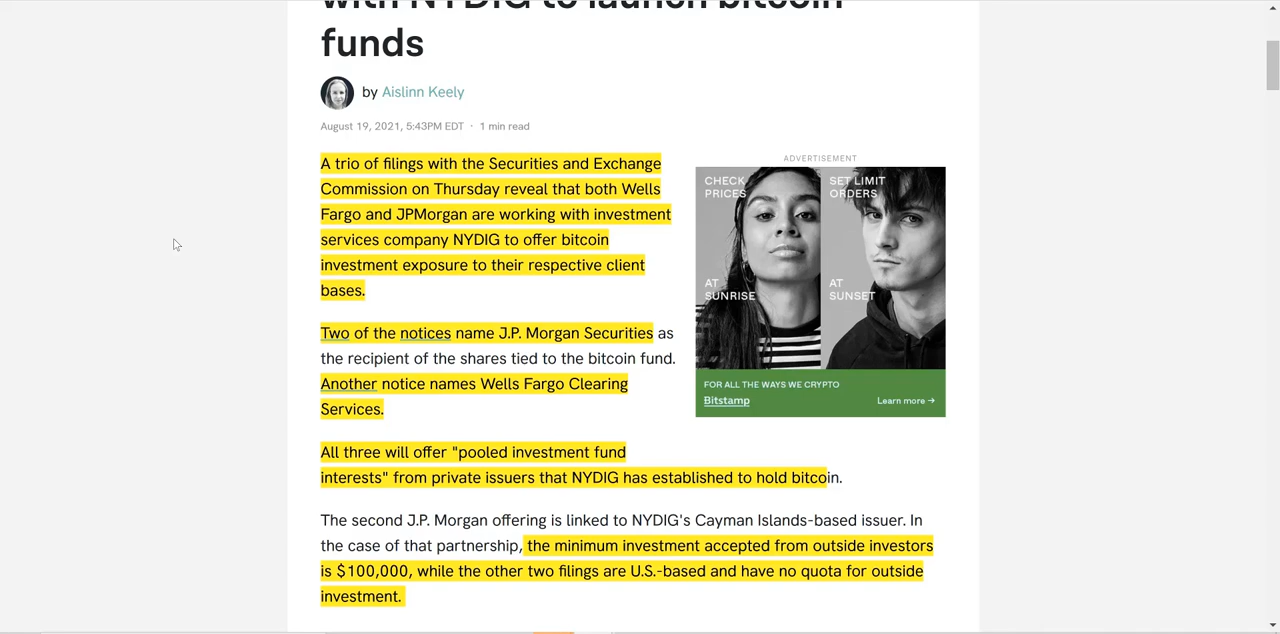 with NYDIG to launch bitcoin
funds
by Aislinn Keely
August 19, 2021, 5:43PM EDT · 1 min read
A trio of filings with the Securities and Exchange
Commission on Thursday reveal that both Wells
Fargo and JPMorgan are working with investment
services company NYDIG to offer bitcoin
investment exposure to their respective client
bases.
Two of the notices name J.P. Morgan Securities as
the recipient of the shares tied to the bitcoin fund.
Another notice names Wells Fargo Clearing
Services.
All three will offer "pooled investment fund
interests" from private issuers that NYDIG has established to hold bitcoin.
The second J.P. Morgan offering is linked to NYDIG's Cayman Islands-based issuer. In
the case of that partnership, the minimum investment accepted from outside investors
is $100,000, while the other two filings are U.S.-based and have no quota for outside
investment.
ADVERTISEMENT
CHECK
PRICES
AT
SUNRISE
SET LIMIT
ORDERS
AT
SUNSET
FOR ALL THE WAYS WE CRYPTO
Bitstamp
Learn more →